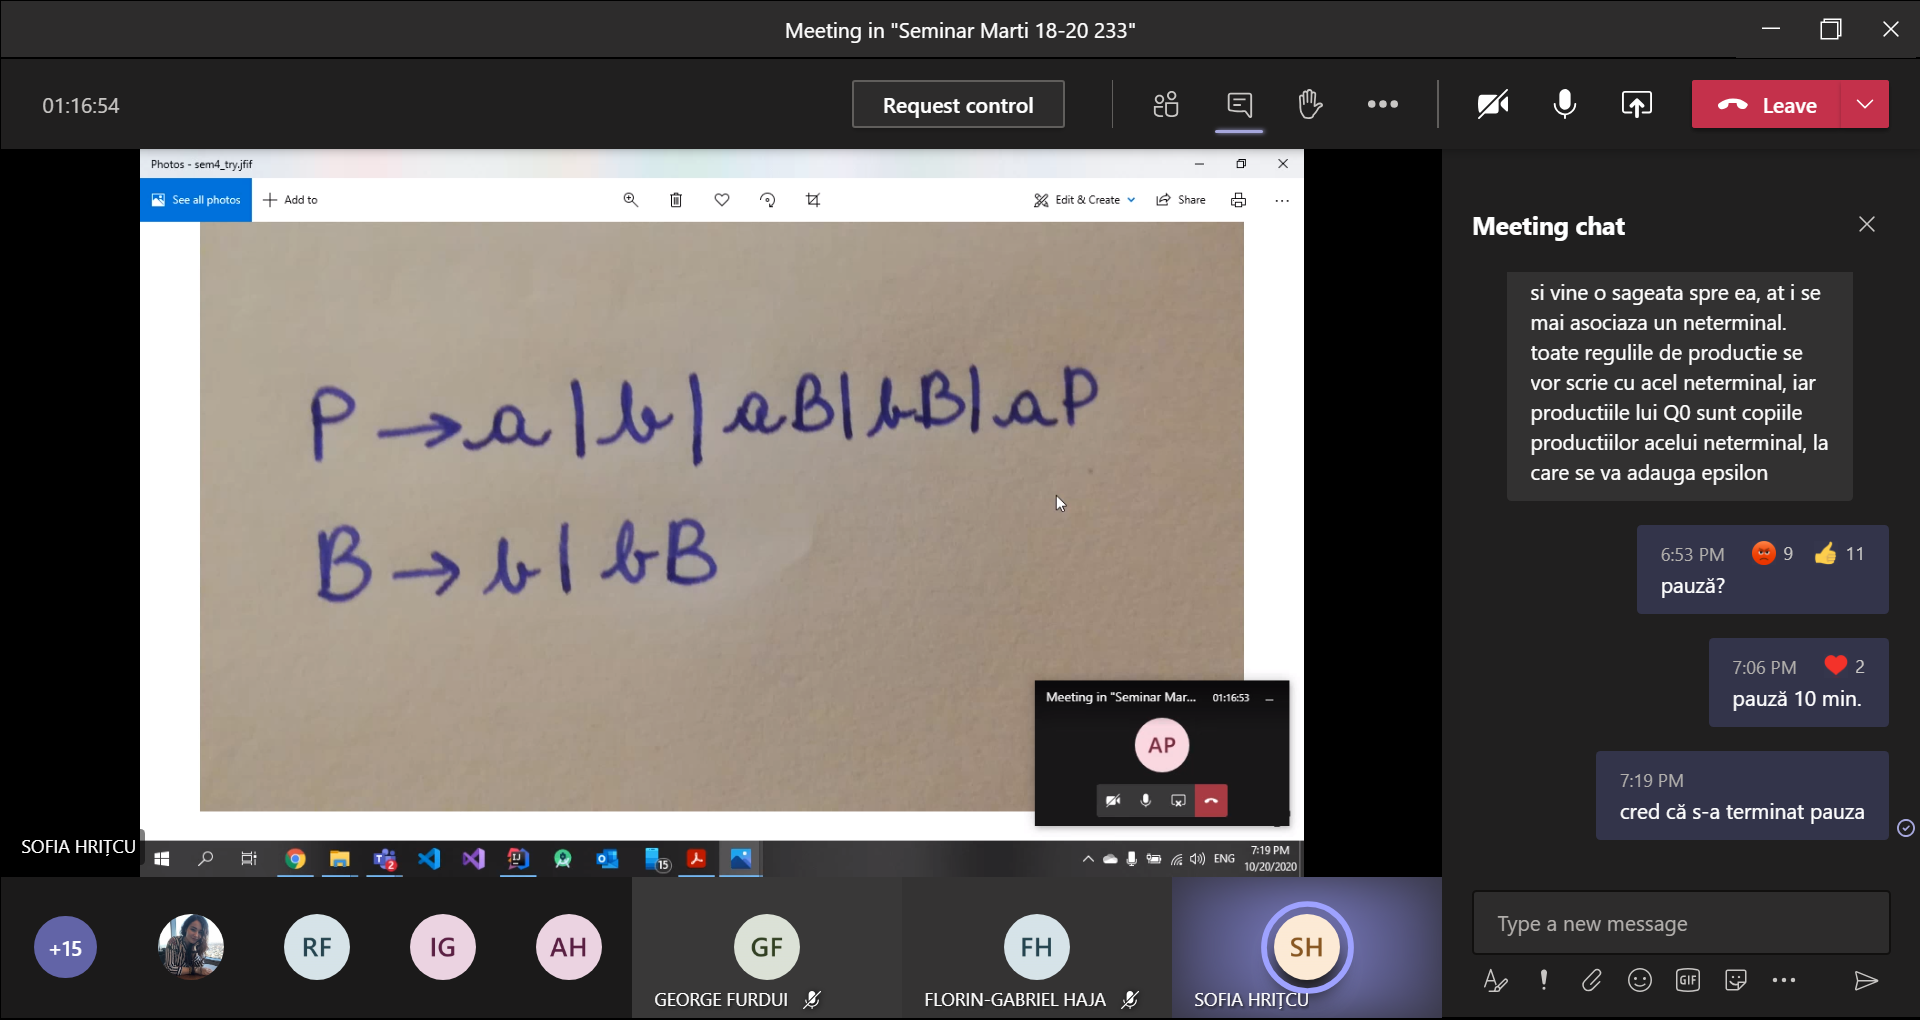 Meeting in "Seminar Marti 18-20 233"
01:16:54
Request control
Leave
Photos - sem4_try.jfif
See all photos
Add to
Edit & Create
Share
P → a | b | aB | bB | aP
B → b | bB
Meeting in "Seminar Mar...
01:16:53
AP
SOFIA HRIȚCU
2
15
ENG
7:19 PM
10/20/2020
+15
RF
IG
AH
GF
GEORGE FURDUI
FH
FLORIN-GABRIEL HAJA
SH
SOFIA HRIȚCU
Meeting chat
si vine o sageata spre ea, at i se
mai asociaza un neterminal.
toate regulile de productie se
vor scrie cu acel neterminal, iar
productiile lui Q0 sunt copiile
productiilor acelui neterminal, la
care se va adauga epsilon
6:53 PM 9 11
pauză?
7:06 PM 2
pauză 10 min.
7:19 PM
cred că s-a terminat pauza
Type a new message
GIF